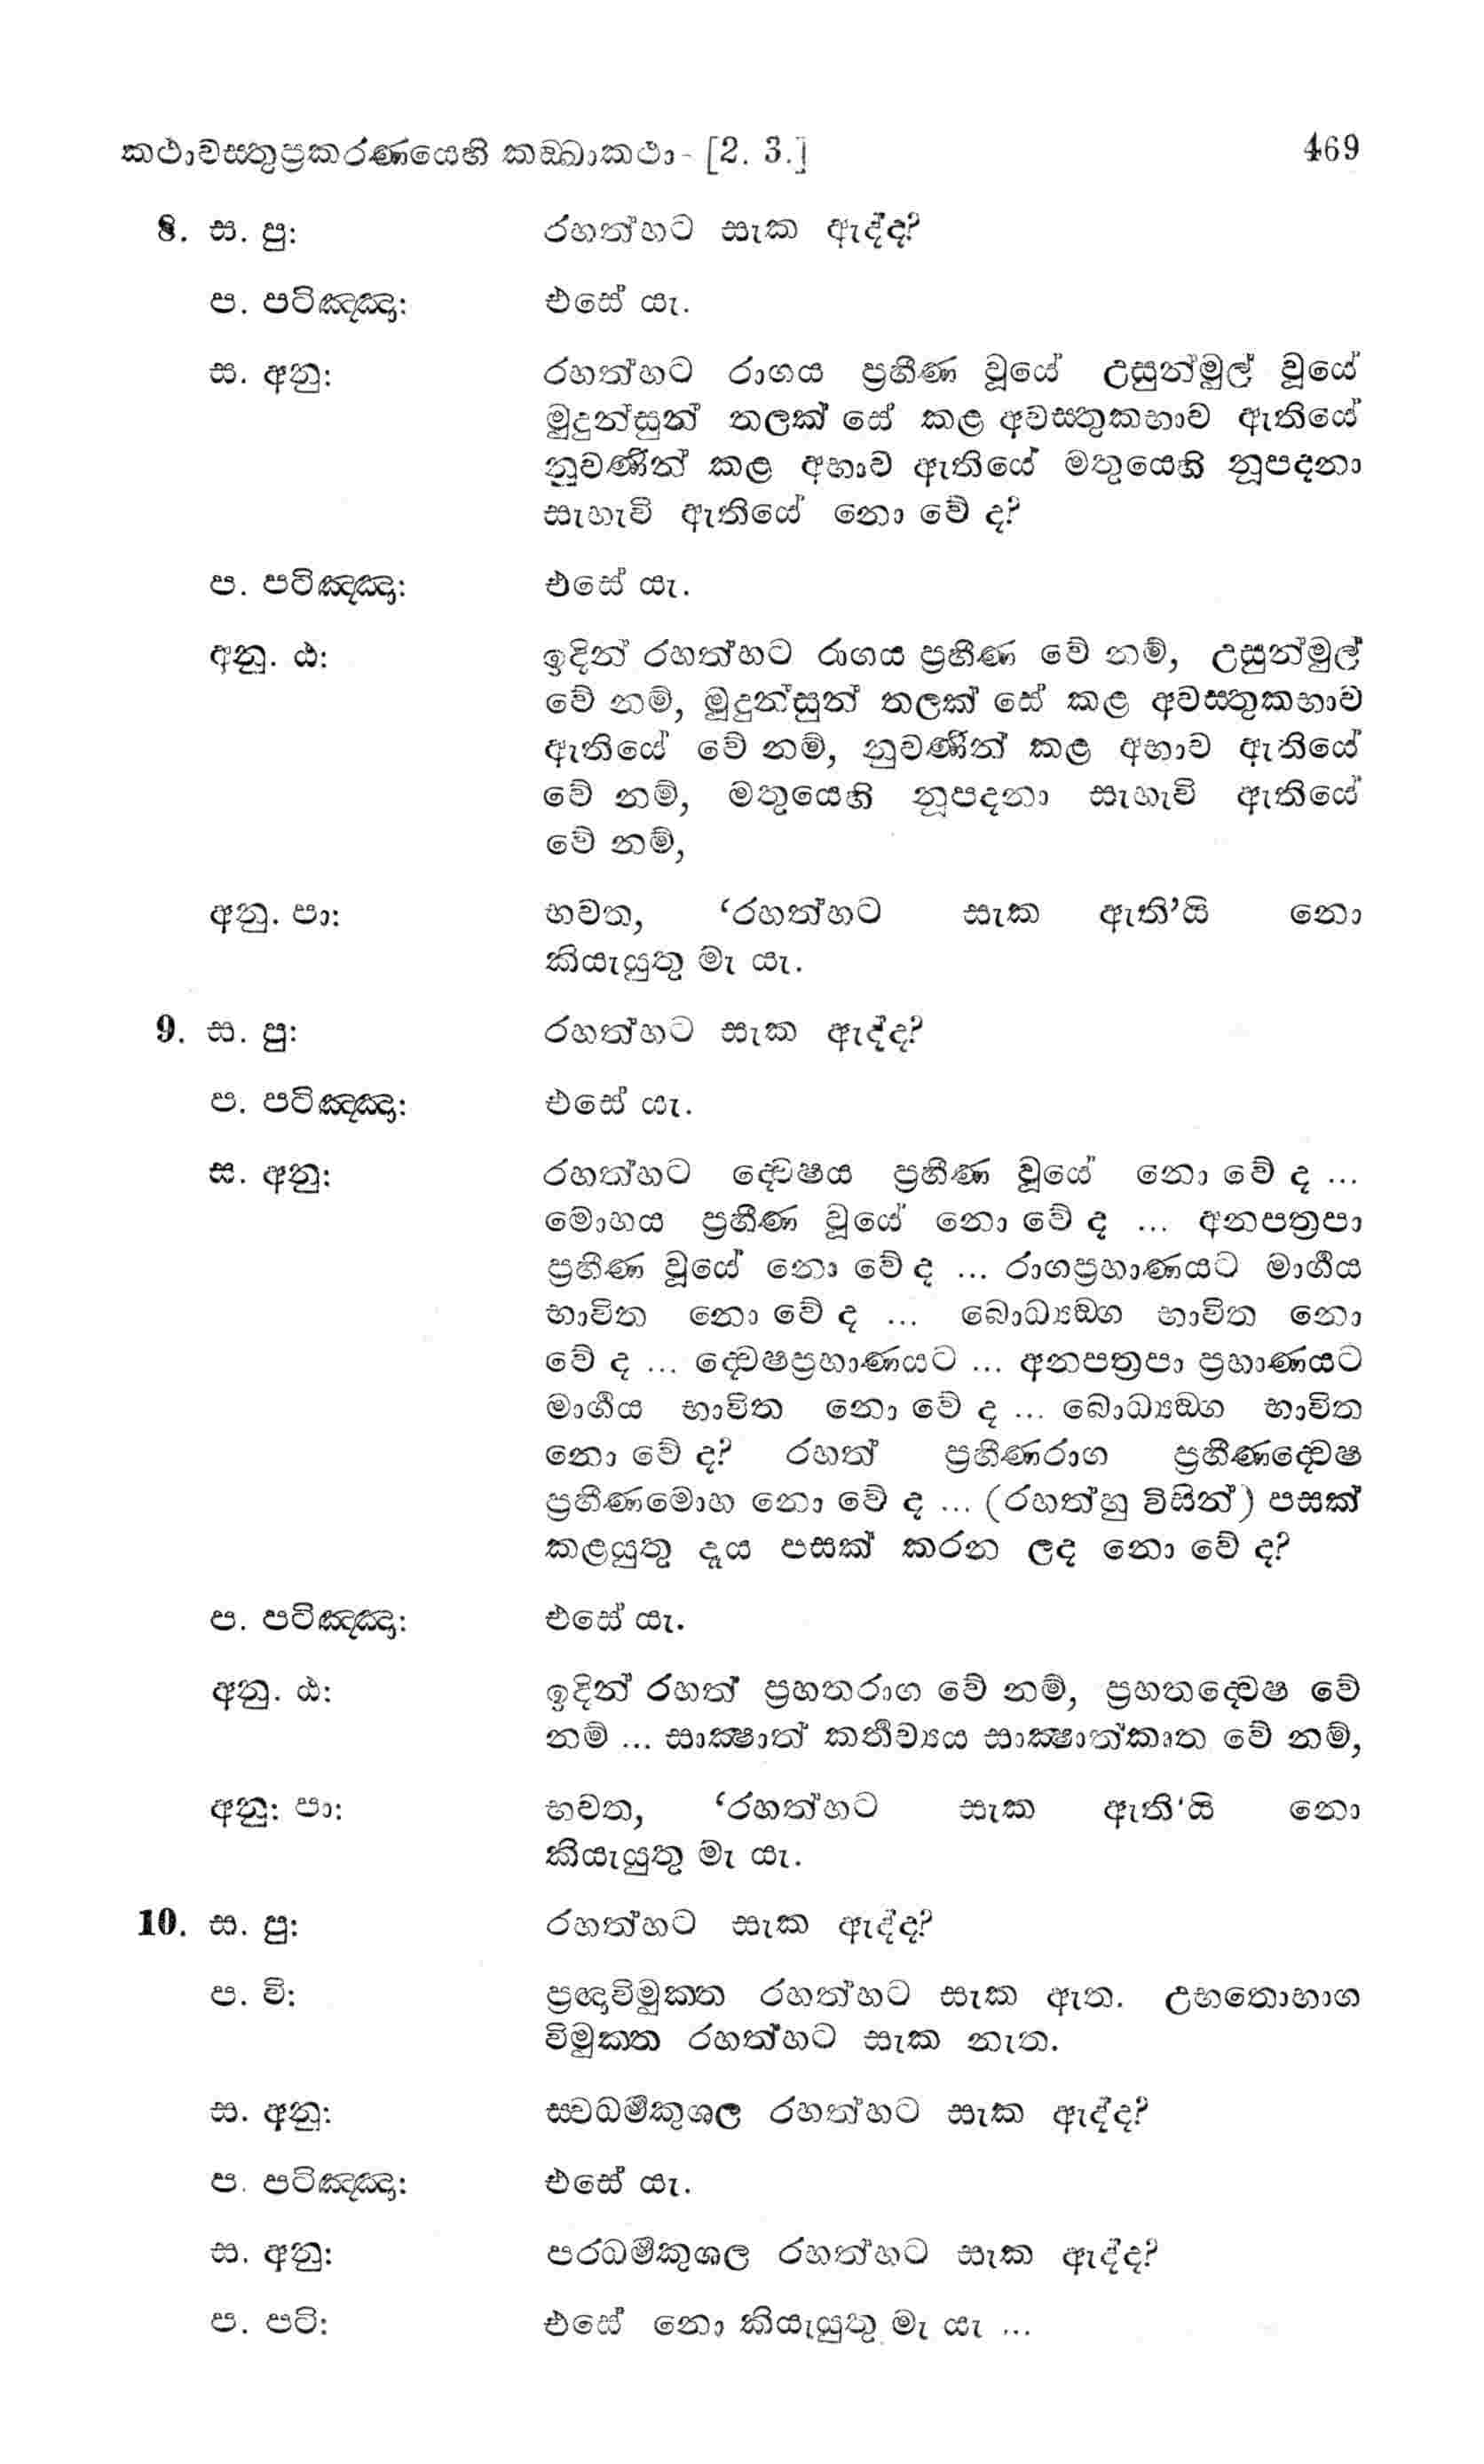 කථාවස්තුප්‍රකරණයෙහි කඞ්ඛාකථා - [2. 3.] 469
8. ස. පු: රහත්හට සැක ඇද්ද?
ප. පටිඤ්ඤා: එසේ යැ.
ස. අනු: රහත්හට රාගය ප්‍රහීණ වූයේ උසුන්මුල් වූයේ
මුදුන්සුන් තලක් සේ කළ අවස්තුකභාව ඇතියේ
නුවණින් කළ අභාව ඇතියේ මතුයෙහි නූපදනා
සැහැවි ඇතියේ නො වේ ද?
ප. පටිඤ්ඤා: එසේ යැ.
අනු. ඨ: ඉදින් රහත්හට රාගය ප්‍රහීණ වේ නම්, උසුන්මුල්
වේ නම්, මුදුන්සුන් තලක් සේ කළ අවස්තුකභාව
ඇතියේ වේ නම්, නුවණින් කළ අභාව ඇතියේ
වේ නම්, මතුයෙහි නූපදනා සැහැවි ඇතියේ
වේ නම්,
අනු. පා: භවත, ‘රහත්හට සැක ඇති’යි නො
කියැයුතු මැ යැ.
9. ස. පු: රහත්හට සැක ඇද්ද?
ප. පටිඤ්ඤා: එසේ යැ.
ස. අනු: රහත්හට ද්වේෂය ප්‍රහීණ වූයේ නො වේ ද ...
මොහය ප්‍රහීණ වූයේ නො වේ ද ... අනපත්‍රපා
ප්‍රහීණ වූයේ නො වේ ද ... රාගප්‍රහාණයට මාර්ගය
භාවිත නො වේ ද ... බොධ්‍යඞ්ග භාවිත නො
වේ ද ... ද්වේෂප්‍රහාණයට ... අනපත්‍රපා ප්‍රහාණයට
මාර්ගය භාවිත නො වේ ද ... බොධ්‍යඞ්ග භාවිත
නො වේ ද? රහත් ප්‍රහීණරාග ප්‍රහීණද්වේෂ
ප්‍රහීණමොහ නො වේ ද ... (රහත්හු විසින්) පසක්
කළයුතු දෑය පසක් කරන ලද නො වේ ද?
ප. පටිඤ්ඤා: එසේ යැ.
අනු. ඨ: ඉදින් රහත් ප්‍රහතරාග වේ නම්, ප්‍රහතද්වේෂ වේ
නම් ... සාක්‍ෂාත් කර්තව්‍යය සාක්‍ෂාත්කෘත වේ නම්,
අනු: පා: භවත, ‘රහත්හට සැක ඇති‘යි නො
කියැයුතු මැ යැ.
10. ස. පු: රහත්හට සැක ඇද්ද?
ප. වි: ප්‍රඥාවිමුක්ත රහත්හට සැක ඇත. උභතොභාග
විමුක්ත රහත්හට සැක නැත.
ස. අනු: ස්වධර්මකුශල රහත්හට සැක ඇද්ද?
ප. පටිඤ්ඤා: එසේ යැ.
ස. අනු: පරධර්මකුශල රහත්හට සැක ඇද්ද?
ප. පටි: එසේ නො කියැයුතු මැ යැ ...